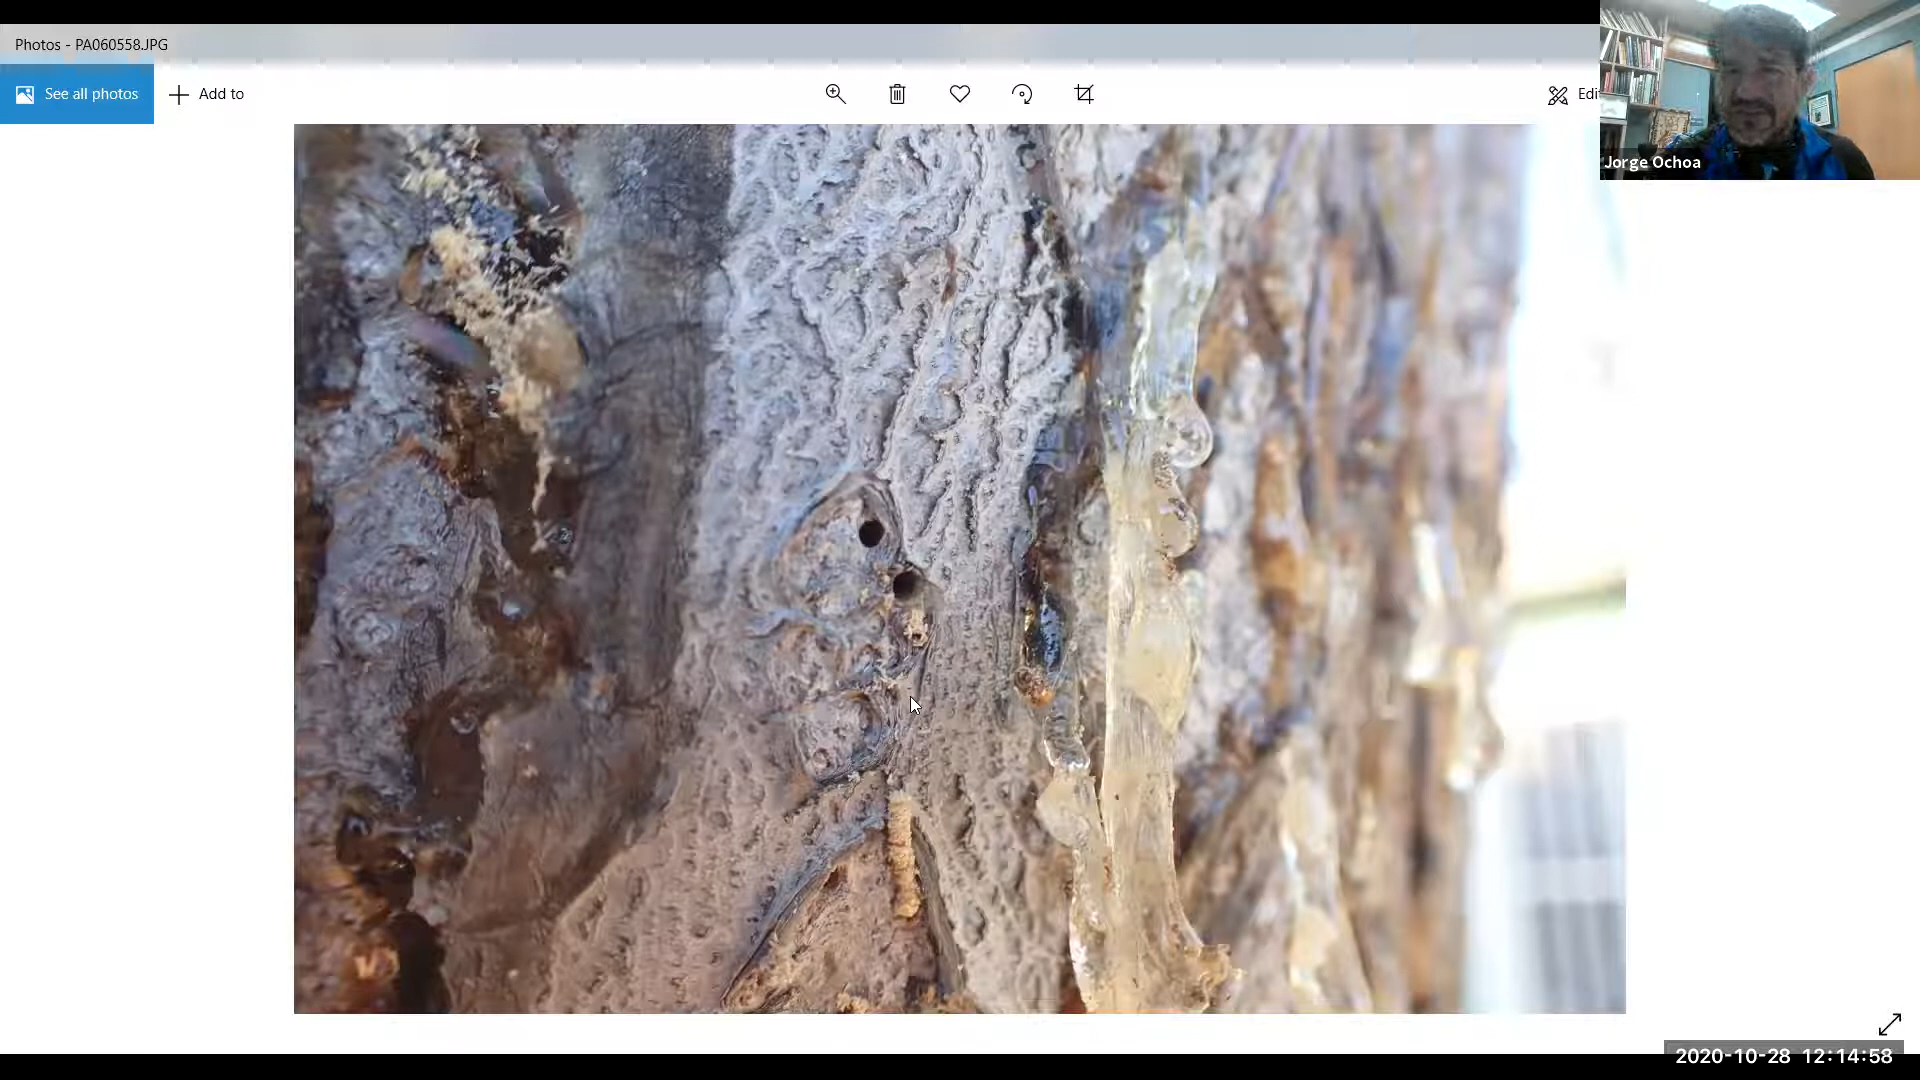 Photos - PA060558.JPG
See all photos
Add to
Edi
Jorge Ochoa
2020-10-28 12:14:58